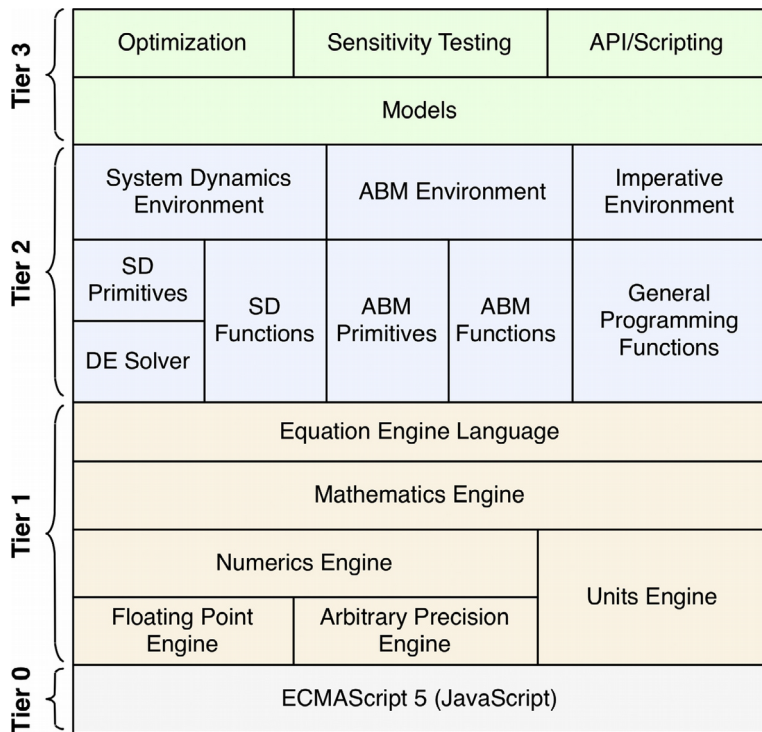 Tier 3
Optimization
Sensitivity Testing
API/Scripting
Models
Tier 2
System Dynamics
Environment
ABM Environment
Imperative
Environment
SD
Primitives
DE Solver
SD
Functions
ABM
Primitives
ABM
Functions
General
Programming
Functions
Tier 1
Equation Engine Language
Mathematics Engine
Numerics Engine
Floating Point
Engine
Arbitrary Precision
Engine
Units Engine
Tier 0
ECMAScript 5 (JavaScript)